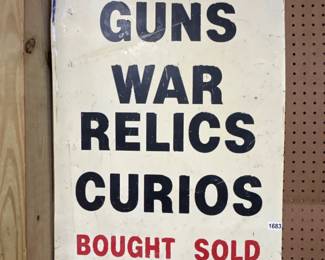 GUNS
WAR
RELICS
CURIOS
1683
BOUGHT SOLD